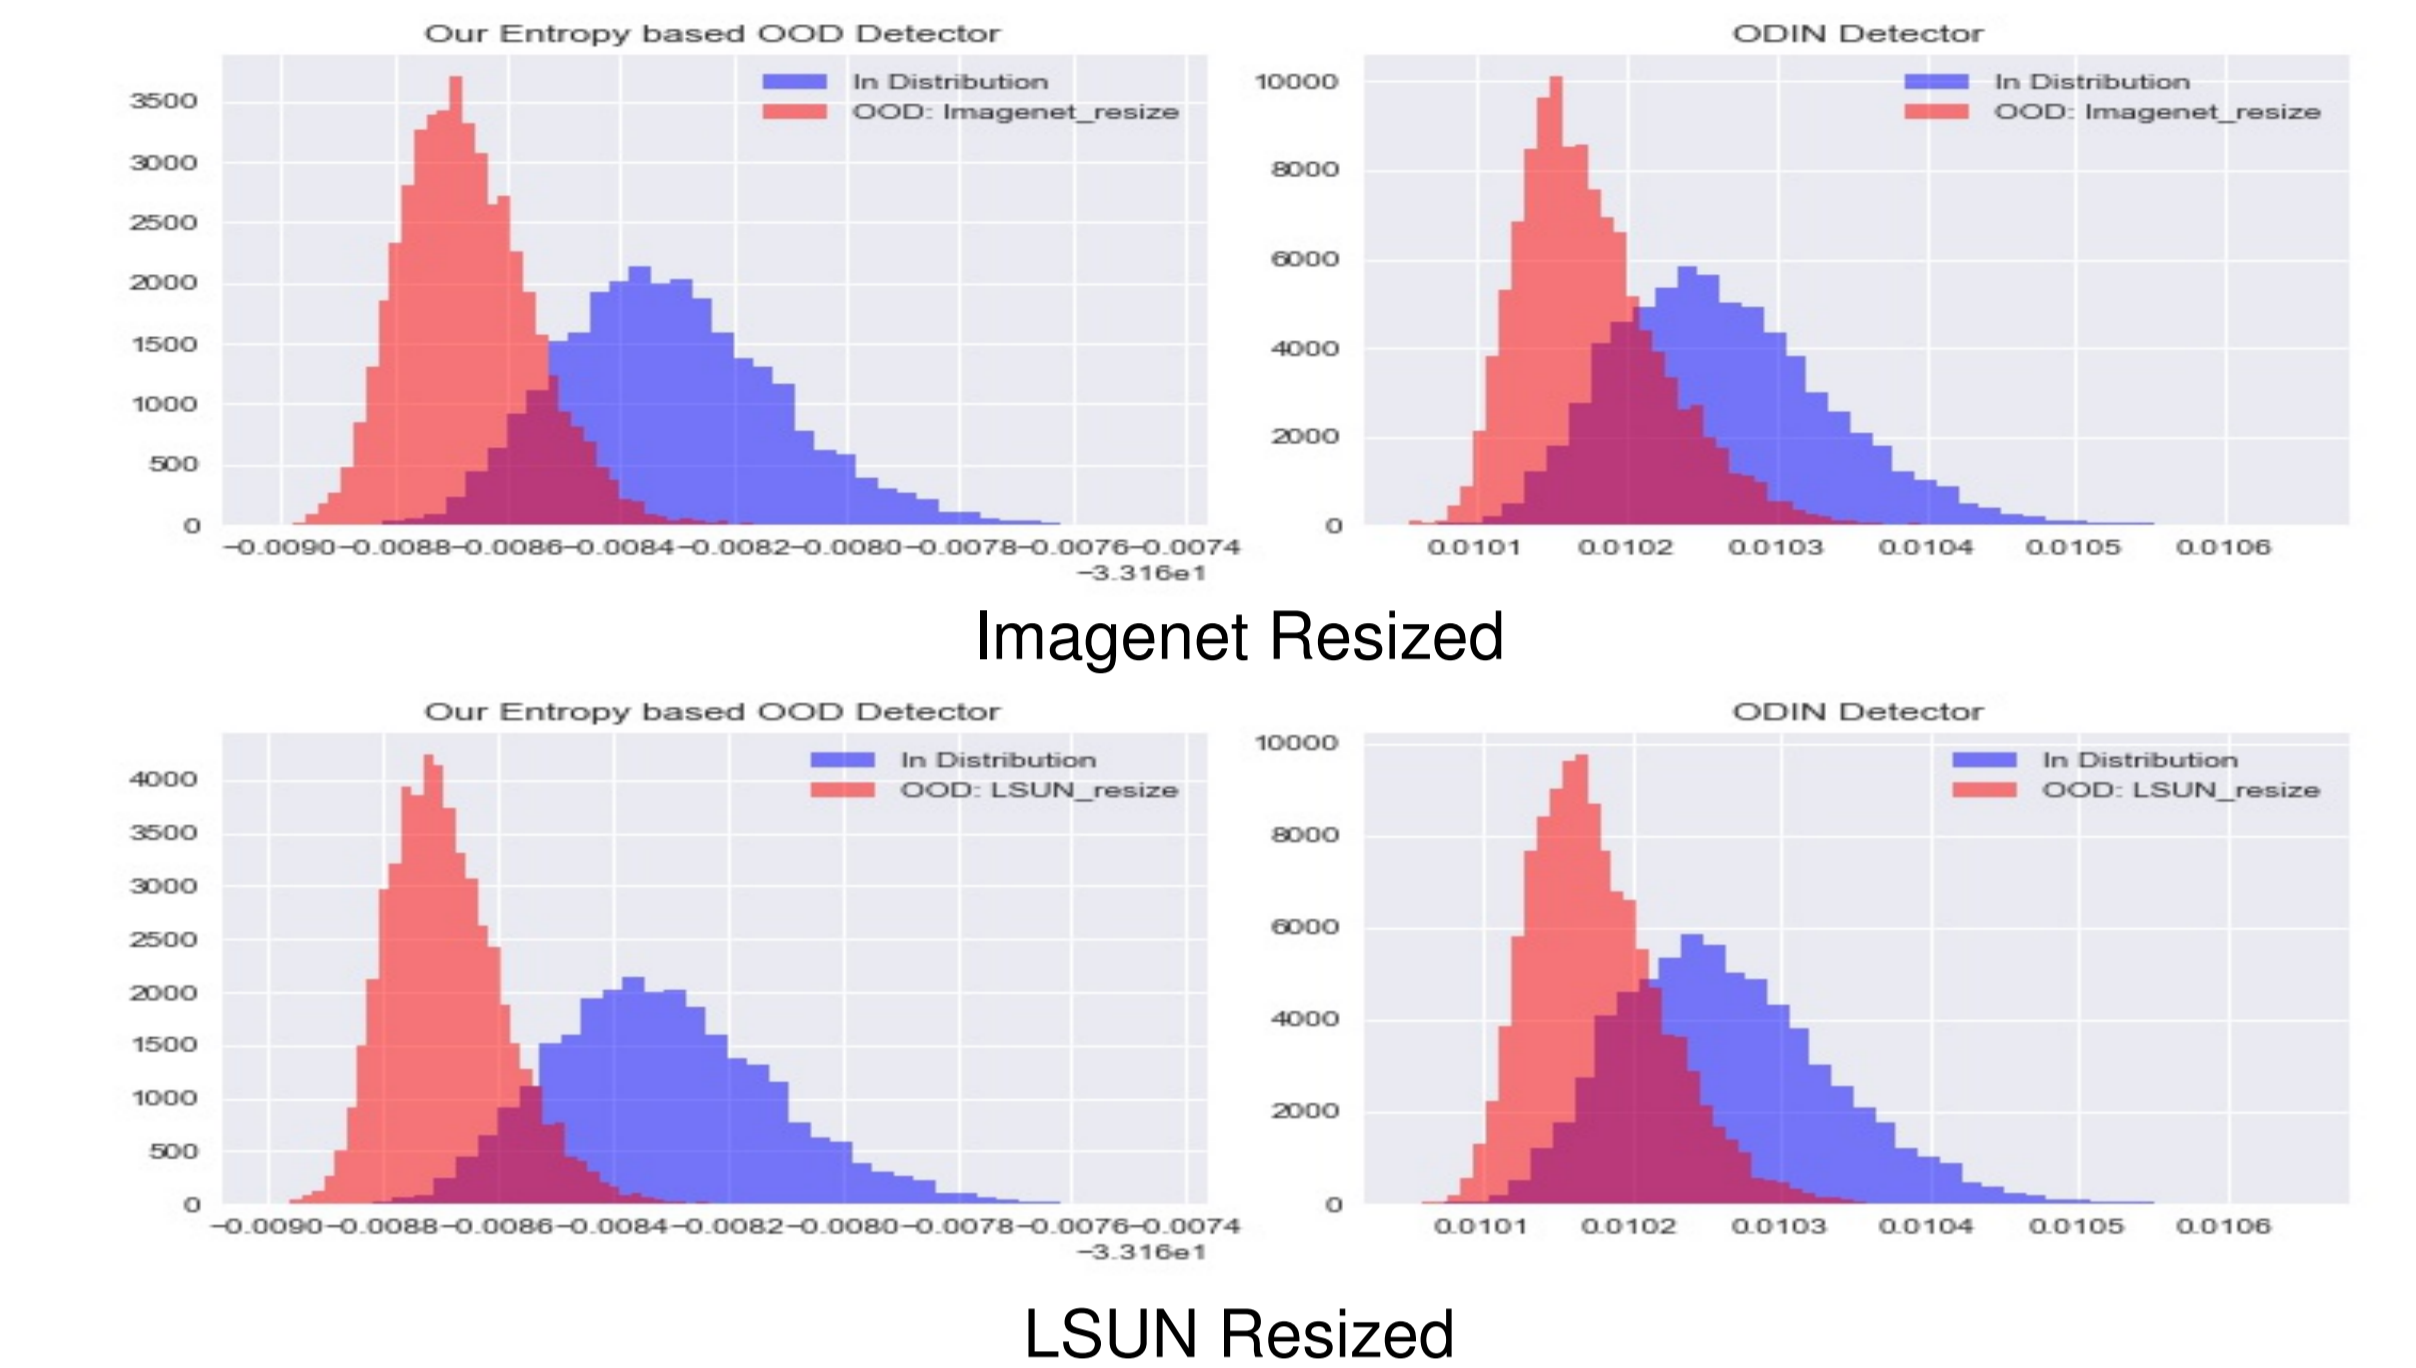 Our Entropy based OOD Detector
In Distribution
OOD: Imagenet_resize
3500
3000
2500
2000
1500
1000
500
0
−0.0090−0.0088−0.0086−0.0084−0.0082−0.0080−0.0078−0.0076−0.0074
−3.316e1
ODIN Detector
In Distribution
OOD: Imagenet_resize
10000
8000
6000
4000
2000
0
0.0101 0.0102 0.0103 0.0104 0.0105 0.0106
Imagenet Resized
Our Entropy based OOD Detector
In Distribution
OOD: LSUN_resize
4000
3500
3000
2500
2000
1500
1000
500
0
−0.0090−0.0088−0.0086−0.0084−0.0082−0.0080−0.0078−0.0076−0.0074
−3.316e1
ODIN Detector
In Distribution
OOD: LSUN_resize
10000
8000
6000
4000
2000
0
0.0101 0.0102 0.0103 0.0104 0.0105 0.0106
LSUN Resized